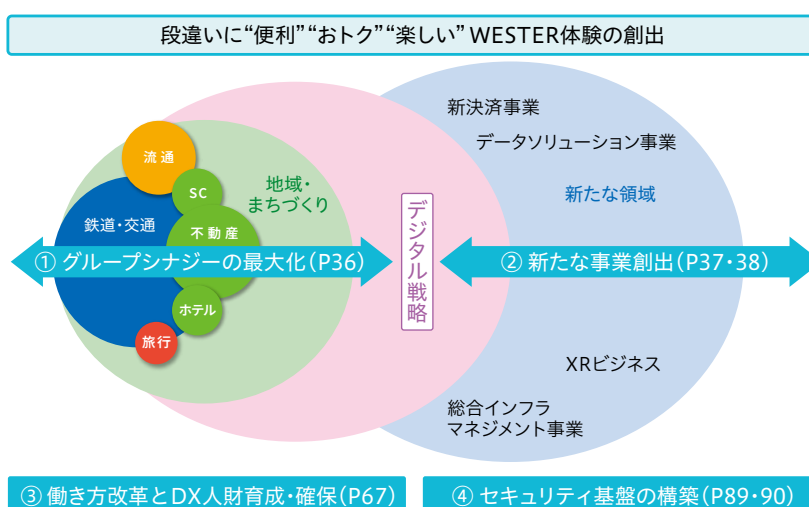 段違いに“便利”“おトク”“楽しい”WESTER体験の創出
新決済事業
データソリューション事業
流通
SC
地域・
まちづくり
新たな領域
鉄道・交通
不動産
デジタル戦略
① グループシナジーの最大化（P36）
② 新たな事業創出（P37・38）
ホテル
旅行
XRビジネス
総合インフラ
マネジメント事業
③ 働き方改革とDX人財育成・確保（P67）
④ セキュリティ基盤の構築（P89・90）